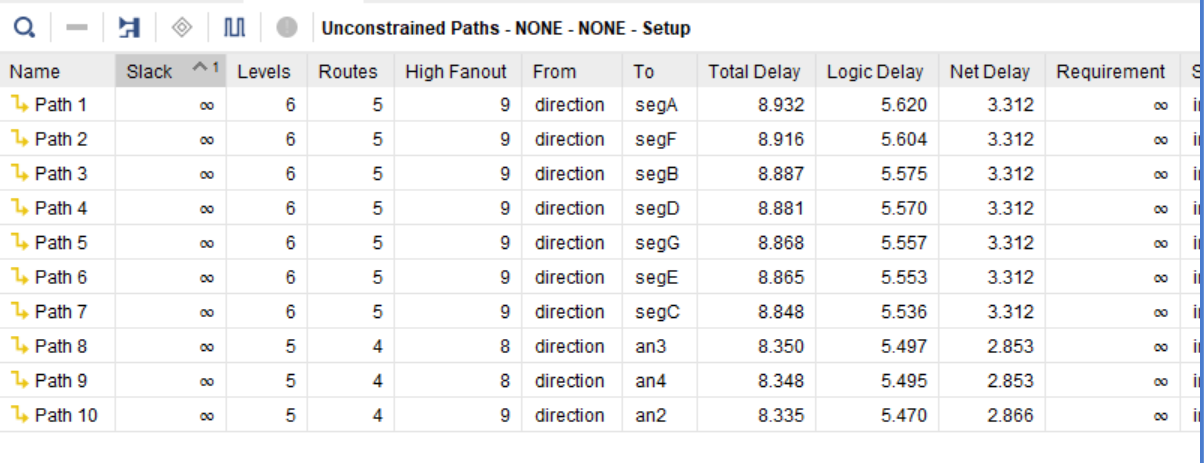 Unconstrained Paths - NONE - NONE - Setup
Name Slack 1 Levels Routes High Fanout From To Total Delay Logic Delay Net Delay Requirement S
Path 1 ∞ 6 5 9 direction segA 8.932 5.620 3.312 ∞ i
Path 2 ∞ 6 5 9 direction segF 8.916 5.604 3.312 ∞ i
Path 3 ∞ 6 5 9 direction segB 8.887 5.575 3.312 ∞ i
Path 4 ∞ 6 5 9 direction segD 8.881 5.570 3.312 ∞ i
Path 5 ∞ 6 5 9 direction segG 8.868 5.557 3.312 ∞ i
Path 6 ∞ 6 5 9 direction segE 8.865 5.553 3.312 ∞ i
Path 7 ∞ 6 5 9 direction segC 8.848 5.536 3.312 ∞ i
Path 8 ∞ 5 4 8 direction an3 8.350 5.497 2.853 ∞ i
Path 9 ∞ 5 4 8 direction an4 8.348 5.495 2.853 ∞ i
Path 10 ∞ 5 4 9 direction an2 8.335 5.470 2.866 ∞ i